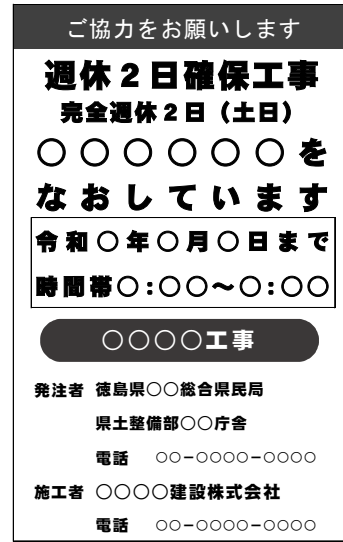 ご協力をお願いします
週休2日確保工事
完全週休2日(土日)
〇〇〇〇〇〇を
なおしています
令和〇年〇月〇日まで
時間帯〇:〇〇~〇:〇〇
〇〇〇〇工事
発注者 徳島県〇〇総合県民局
県土整備部〇〇庁舎
電話 〇〇-〇〇〇〇-〇〇〇〇
施工者 〇〇〇〇建設株式会社
電話 〇〇-〇〇〇〇-〇〇〇〇